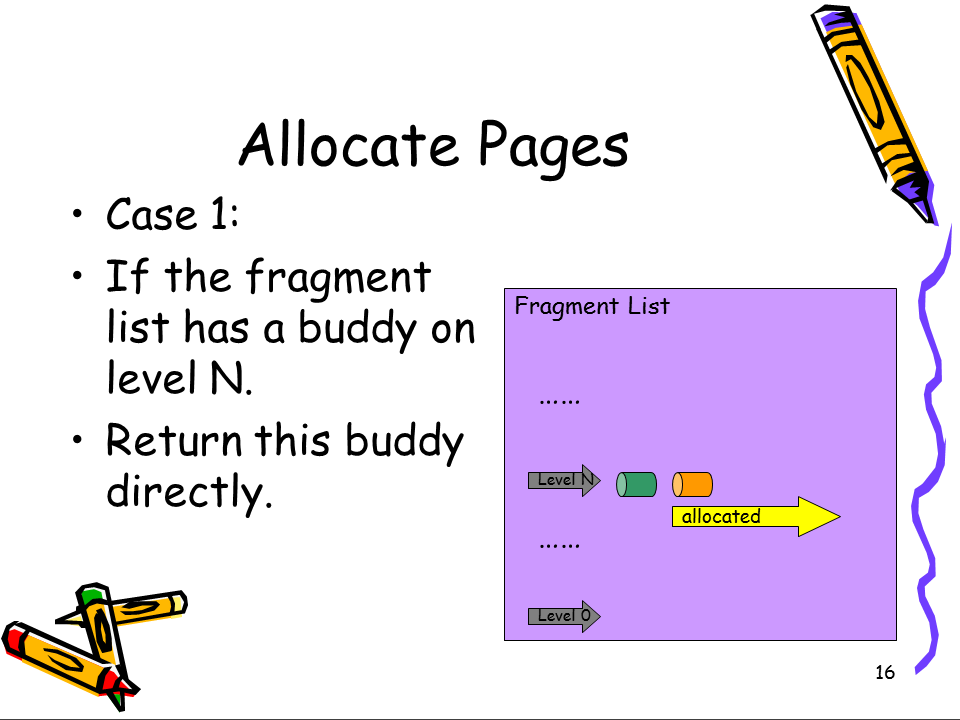 Allocate Pages
• Case 1:
• If the fragment
list has a buddy on
level N.
• Return this buddy
directly.
Fragment List
……
Level N
allocated
……
Level 0
16